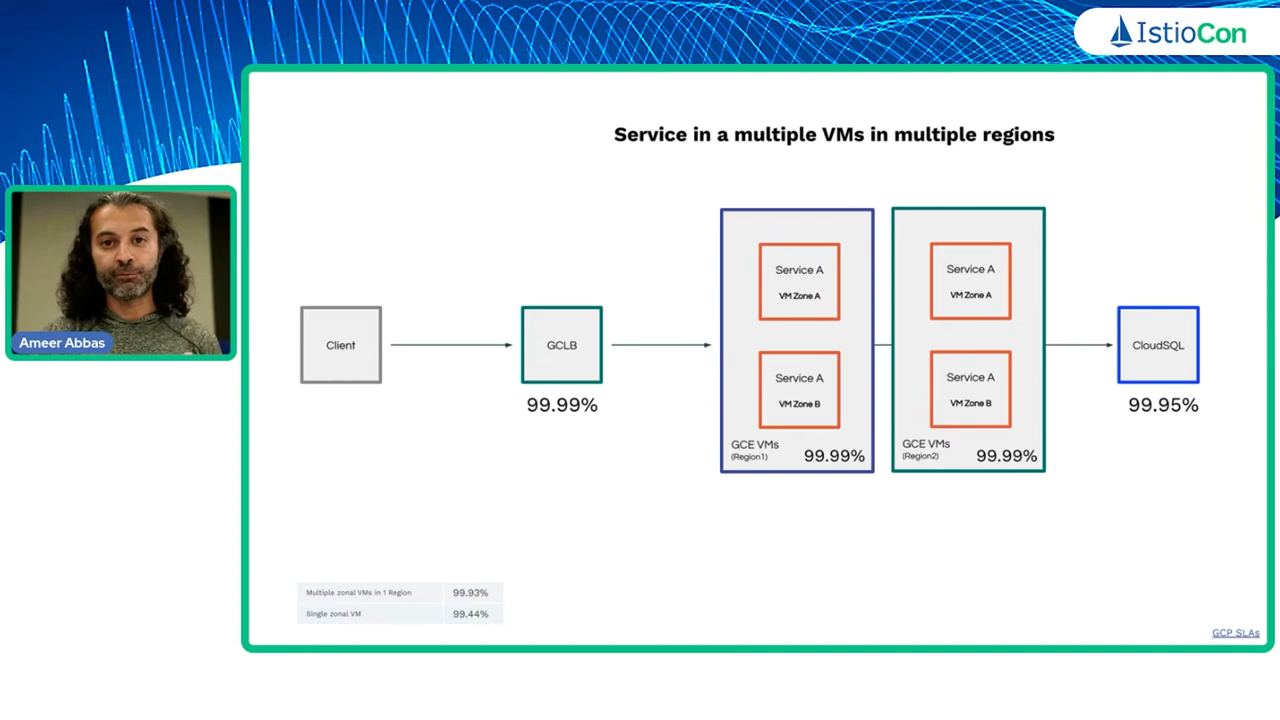 IstioCon
Service in a multiple VMs in multiple regions
Ameer Abbas
Client
GCLB
99.99%
Service A
VM Zone A
Service A
VM Zone B
GCE VMs
(Region1)
99.99%
Service A
VM Zone A
Service A
VM Zone B
GCE VMs
(Region2)
99.99%
CloudSQL
99.95%
Multiple zonal VMs in 1 Region 99.93%
Single zonal VM 99.44%
GCP SLAs